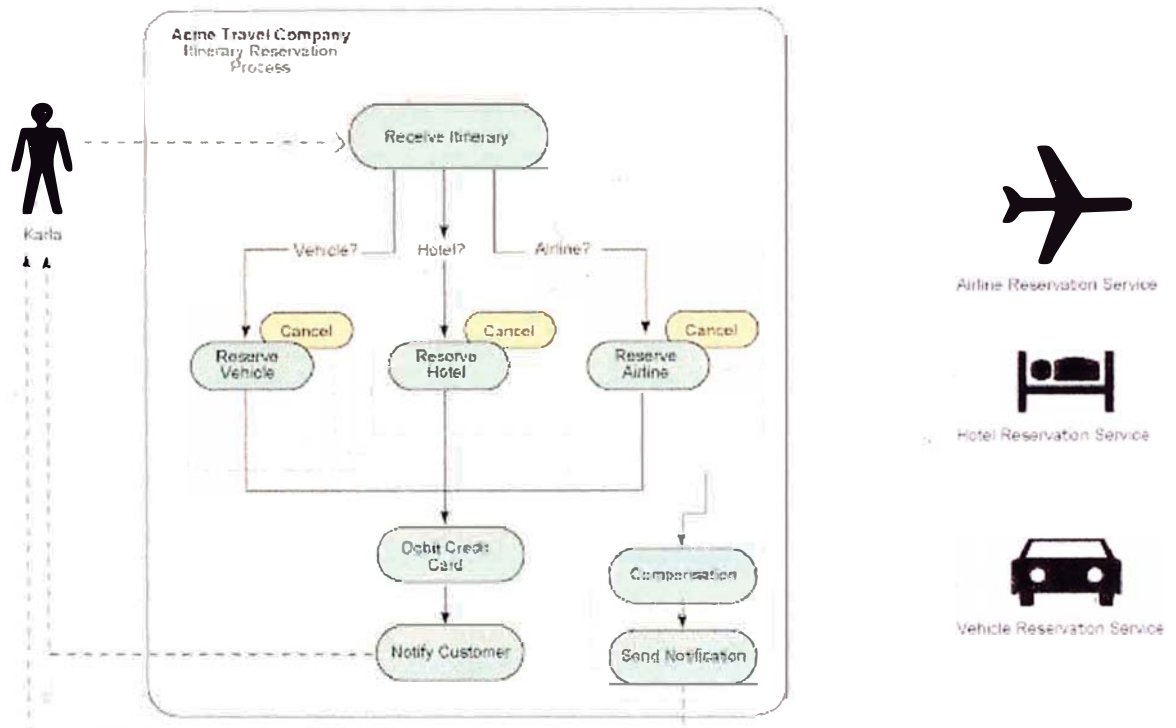 Acme Travel Company
Itinerary Reservation
Process
Receive Itinerary
Karla
Vehicle?
Hotel?
Airline?
Cancel
Cancel
Cancel
Reserve
Vehicle
Reserve
Hotel
Reserve
Airline
Airline Reservation Service
Hotel Reservation Service
Debit Credit
Card
Compensation
Vehicle Reservation Service
Notify Customer
Send Notification